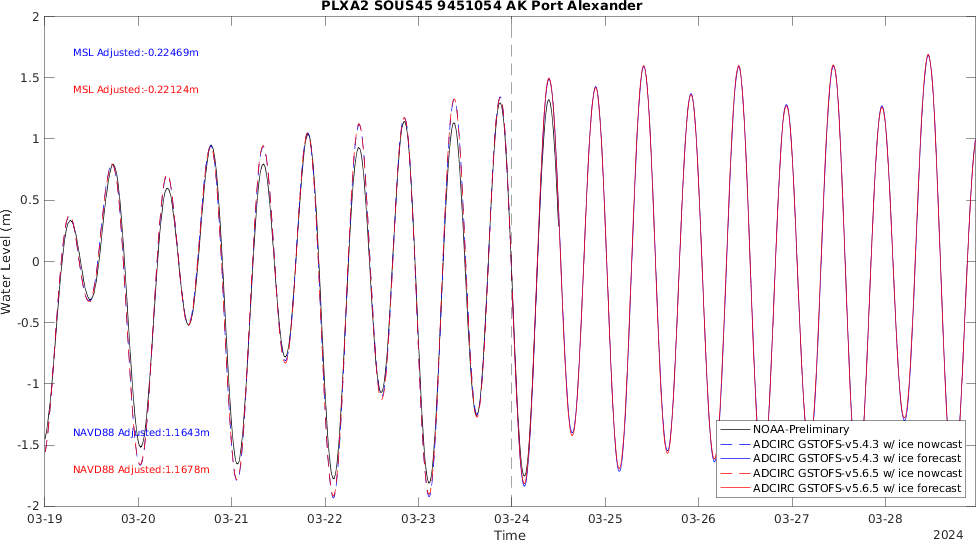 PLXA2 SOUS45 9451054 AK Port Alexander
MSL Adjusted:-0.22469m
MSL Adjusted:-0.22124m
NAVD88 Adjusted:1.1643m
NAVD88 Adjusted:1.1678m
Water Level (m)
2
1.5
1
0.5
0
-0.5
-1
-1.5
-2
NOAA-Preliminary
ADCIRC GSTOFS-v5.4.3 w/ ice nowcast
ADCIRC GSTOFS-v5.4.3 w/ ice forecast
ADCIRC GSTOFS-v5.6.5 w/ ice nowcast
ADCIRC GSTOFS-v5.6.5 w/ ice forecast
03-19 03-20 03-21 03-22 03-23 03-24 03-25 03-26 03-27 03-28
Time
2024